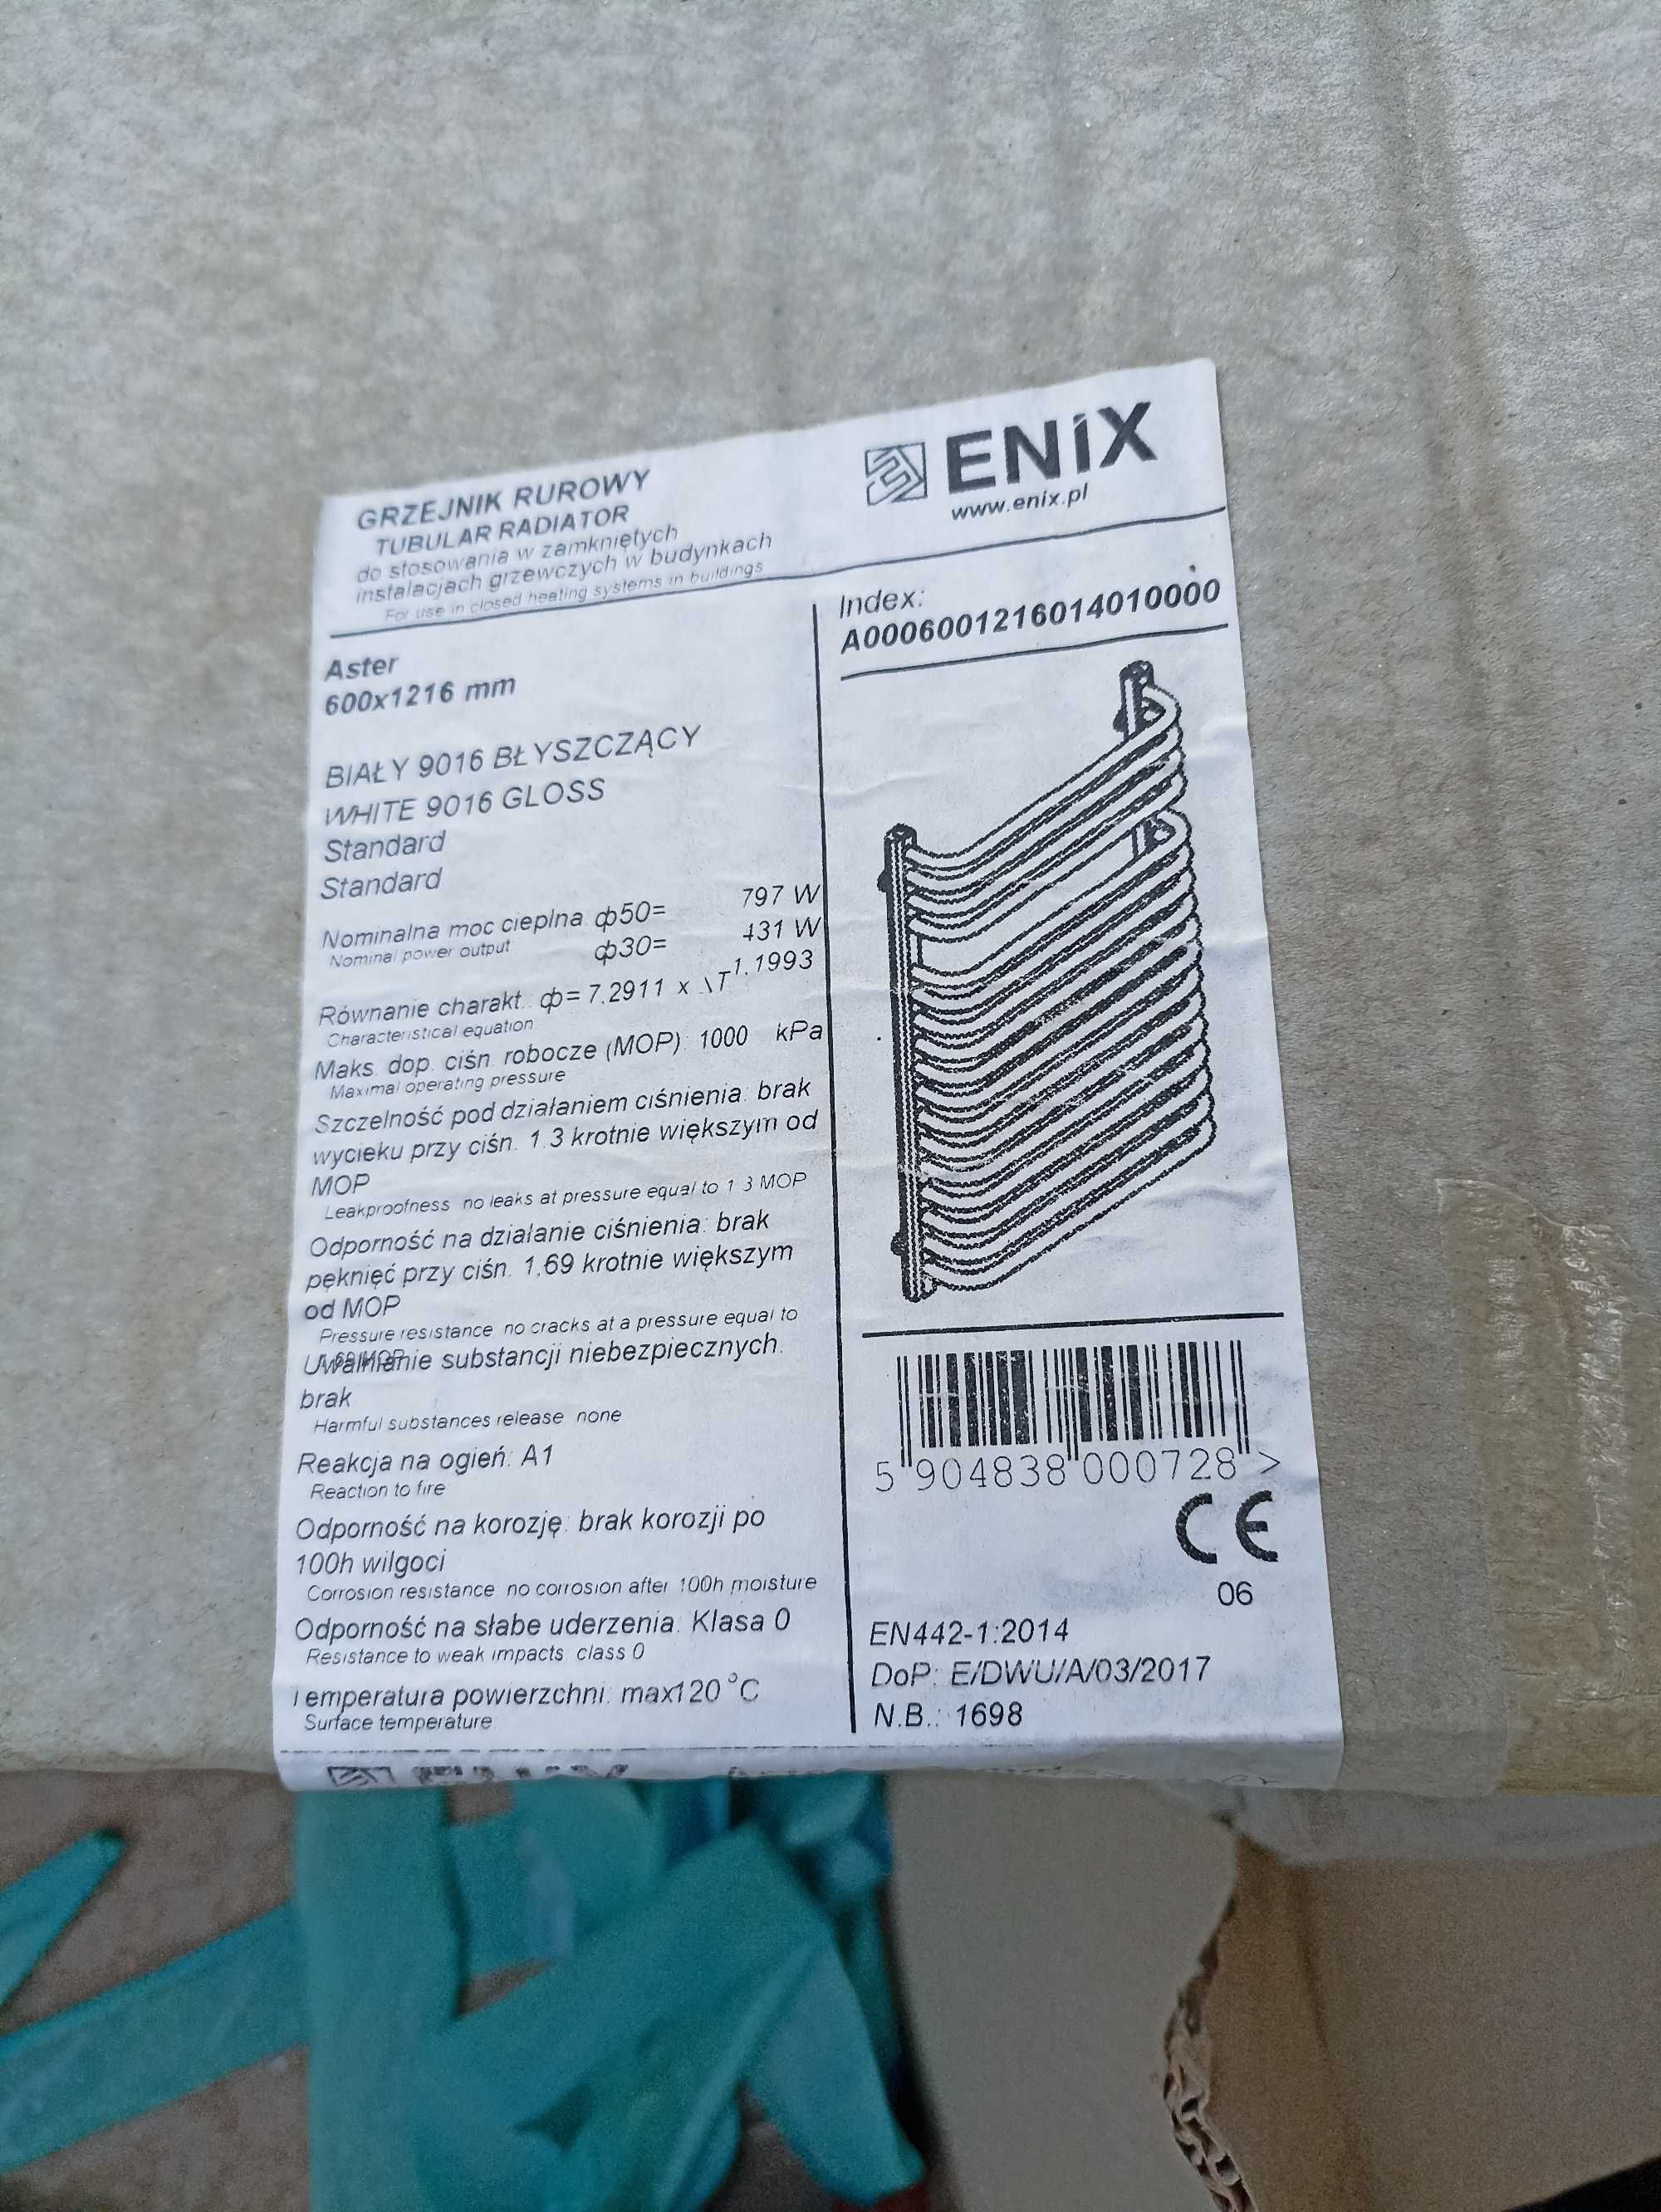 GRZEJNIK RUROWY
TUBULAR RADIATOR
do stosowania w zamkniętych
instalacjach grzewczych w budynkach
For use in closed heating systems in buildings
ENiX
www.enix.pl
Aster
600x1216 mm
BIAŁY 9016 BŁYSZCZĄCY
WHITE 9016 GLOSS
Standard
Standard
Nominalna moc cieplna ф50= 797 W
Nominal power output ф30= 431 W
Równanie charakt. ф= 7,2911 x ΔT^1,1993
Characteristical equation
Maks. dop. ciśn. robocze (MOP): 1000 kPa
Maximal operating pressure
Szczelność pod działaniem ciśnienia: brak
wycieku przy ciśn. 1.3 krotnie większym od
MOP
Leakproofness no leaks at pressure equal to 1.3 MOP
Odporność na działanie ciśnienia: brak
pęknięć przy ciśn. 1,69 krotnie większym
od MOP
Pressure resistance no cracks at a pressure equal to
1,69 MOP
Uwalnianie substancji niebezpiecznych:
brak
Harmful substances release none
Reakcja na ogień: A1
Reaction to fire
Odporność na korozję: brak korozji po
100h wilgoci
Corrosion resistance no corrosion after 100h moisture
Odporność na słabe uderzenia: Klasa 0
Resistance to weak impacts class 0
Temperatura powierzchni: max120°C
Surface temperature
Index:
A0006001216014010000
5 904838 000728 >
CE
06
EN442-1:2014
DoP: E/DWU/A/03/2017
N.B.: 1698